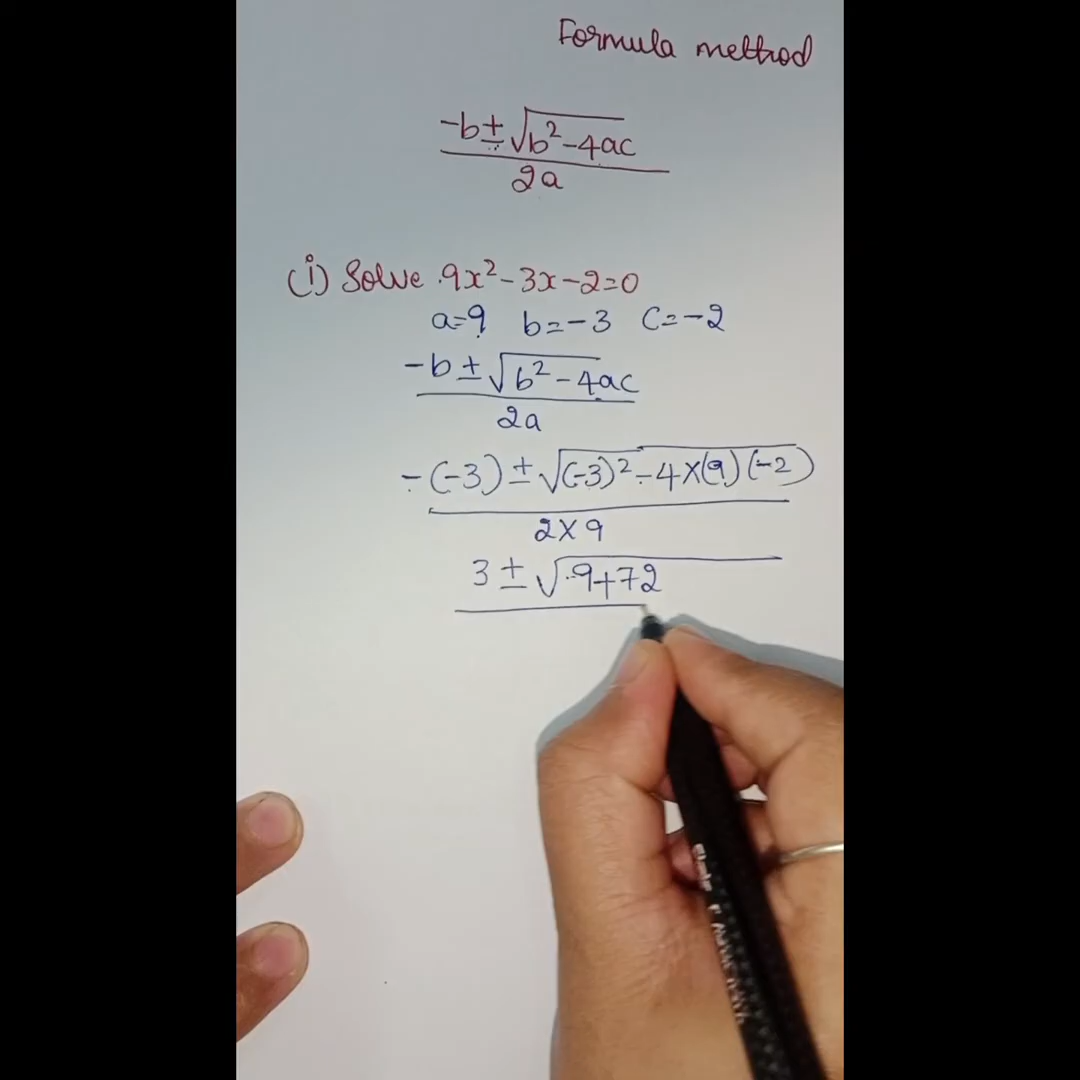 Formula method
-b ± √b² - 4ac
2a
(i) Solve 9x² - 3x - 2 = 0
a = 9 b = -3 c = -2
-b ± √b² - 4ac
2a
-(-3) ± √(-3)² - 4×(9)(-2)
2×9
3 ± √9+72